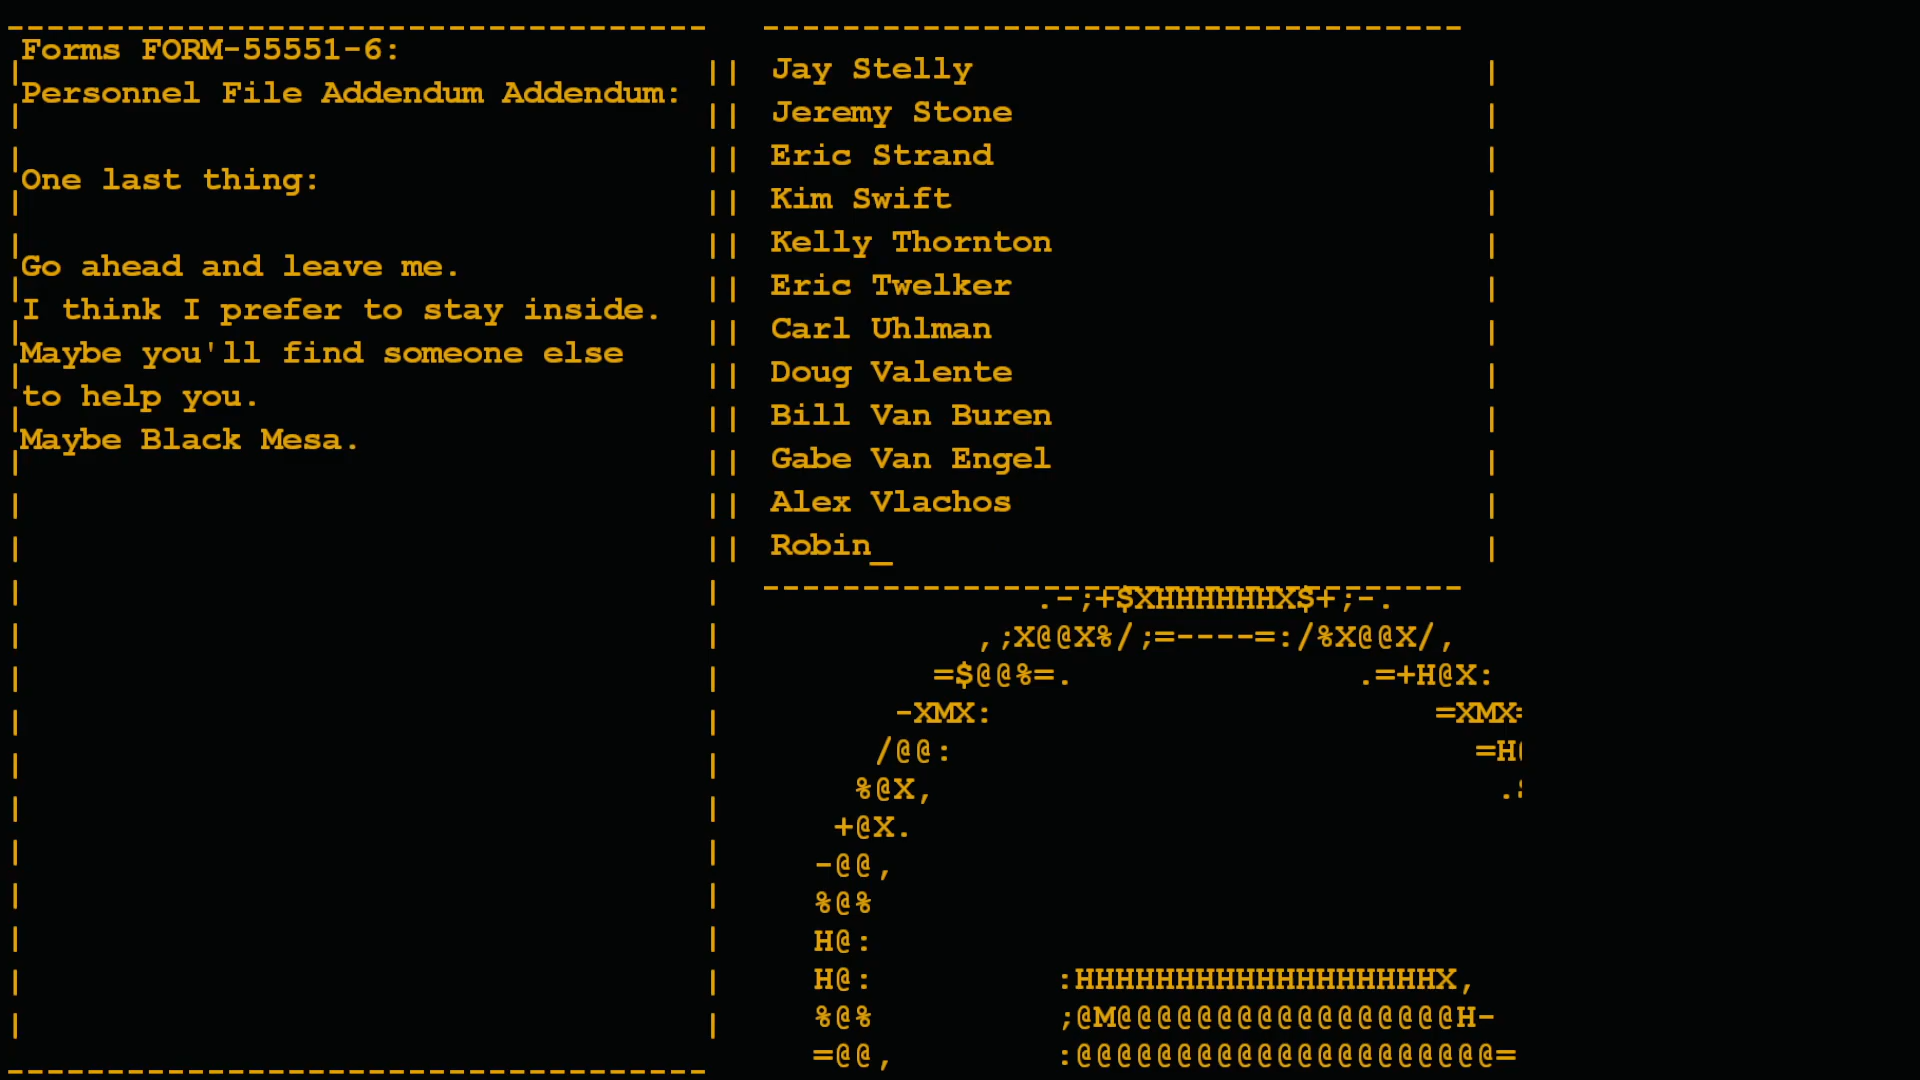 Forms FORM-55551-6:
Personnel File Addendum Addendum:
One last thing:
Go ahead and leave me.
I think I prefer to stay inside.
Maybe you'll find someone else
to help you.
Maybe Black Mesa.
Jay Stelly
Jeremy Stone
Eric Strand
Kim Swift
Kelly Thornton
Eric Twelker
Carl Uhlman
Doug Valente
Bill Van Buren
Gabe Van Engel
Alex Vlachos
Robin_